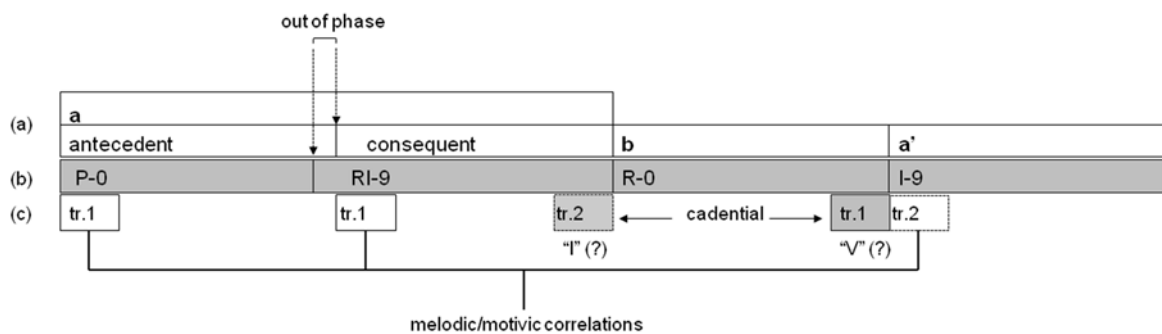 out of phase
(a) a
antecedent consequent b a'
(b) P-0 RI-9 R-0 I-9
(c) tr.1 tr.1 tr.2 cadential tr.1 tr.2
"I" (?) "V" (?)
melodic/motivic correlations